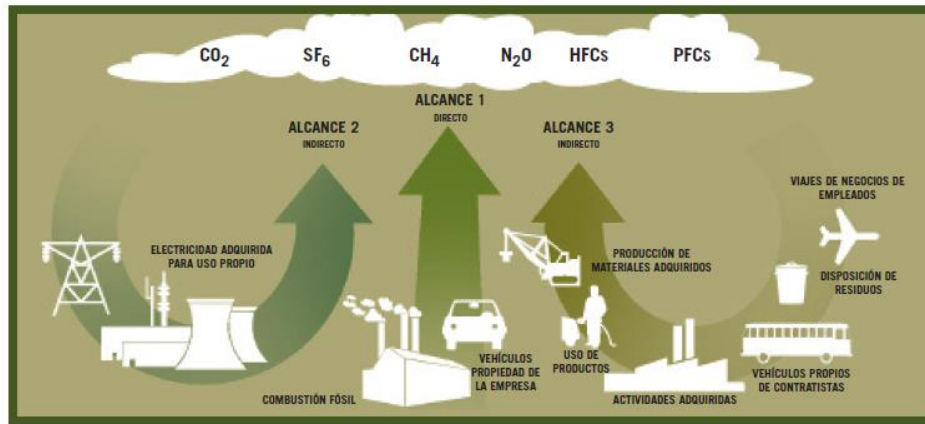 CO2 SF6 CH4 N2O HFCs PFCs
ALCANCE 1
DIRECTO
ALCANCE 2
INDIRECTO
ALCANCE 3
INDIRECTO
VIAJES DE NEGOCIOS DE
EMPLEADOS
ELECTRICIDAD ADQUIRIDA
PARA USO PROPIO
PRODUCCIÓN DE
MATERIALES ADQUIRIDOS
DISPOSICIÓN DE
RESIDUOS
VEHÍCULOS
PROPIEDAD DE
LA EMPRESA
USO DE
PRODUCTOS
VEHÍCULOS PROPIOS
DE CONTRATISTAS
COMBUSTIÓN FÓSIL
ACTIVIDADES ADQUIRIDAS